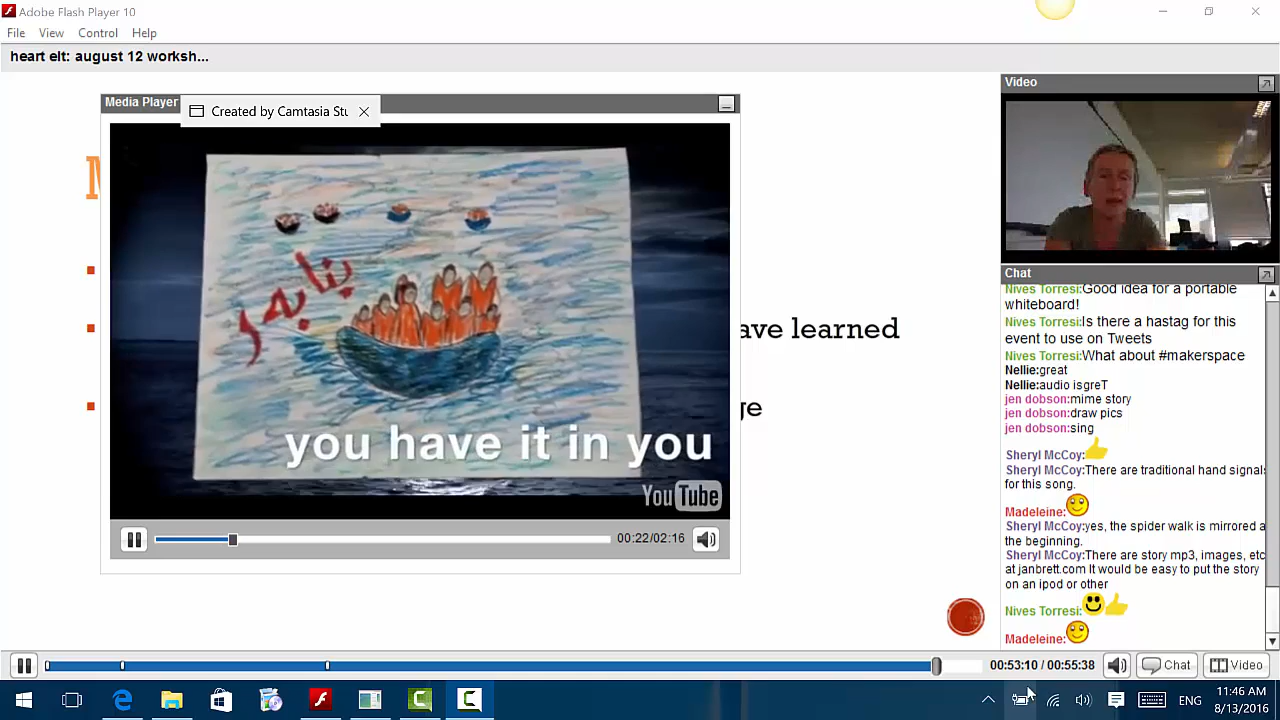 Adobe Flash Player 10
File View Control Help
heart elt: august 12 worksh...
Media Player
Created by Camtasia Stu
you have it in you
YouTube
00:22/02:16
M
ave learned
ge
Video
Chat
Nives Torresi:Good idea for a portable
whiteboard!
Nives Torresi:Is there a hastag for this
event to use on Tweets
Nives Torresi:What about #makerspace
Nellie:great
Nellie:audio isgreT
jen dobson:mime story
jen dobson:draw pics
jen dobson:sing
Sheryl McCoy:
Sheryl McCoy:There are traditional hand signals
for this song.
Madeleine:
Sheryl McCoy:yes, the spider walk is mirrored a
the beginning.
Sheryl McCoy:There are story mp3, images, etc
at janbrett.com It would be easy to put the story
on an ipod or other
Nives Torresi:
Madeleine:
00:53:10 / 00:55:38
Chat
Video
ENG
11:46 AM
8/13/2016